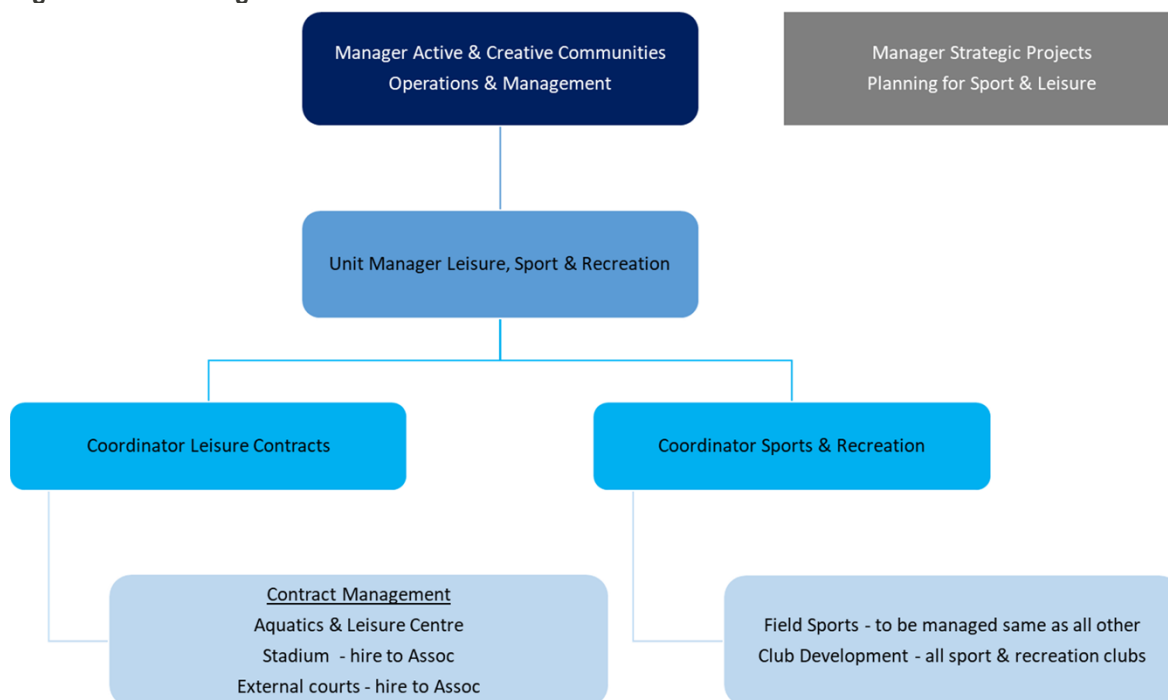 Manager Active & Creative Communities
Operations & Management
Manager Strategic Projects
Planning for Sport & Leisure
Unit Manager Leisure, Sport & Recreation
Coordinator Leisure Contracts
Coordinator Sports & Recreation
Contract Management
Aquatics & Leisure Centre
Stadium - hire to Assoc
External courts - hire to Assoc
Field Sports - to be managed same as all other
Club Development - all sport & recreation clubs